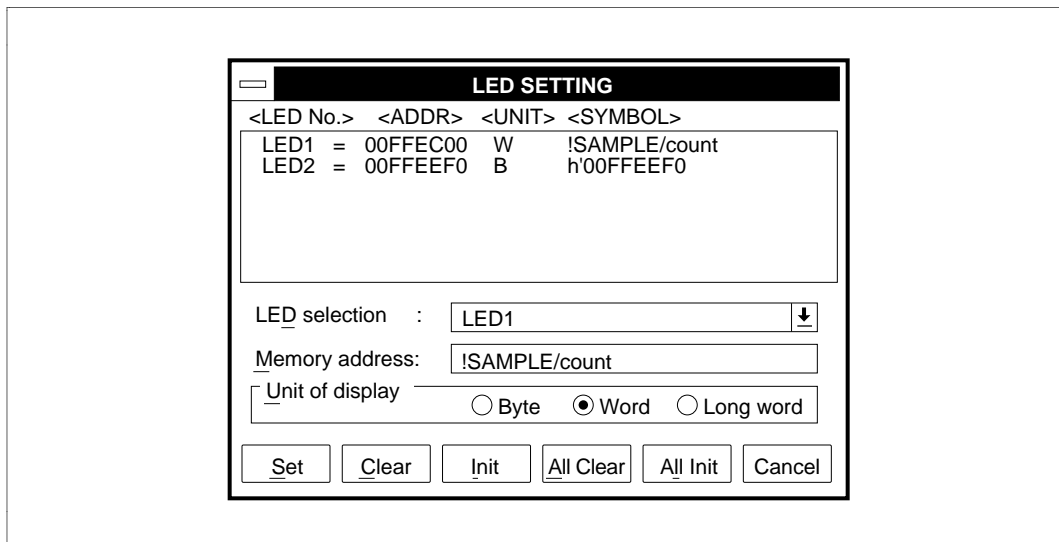 LED SETTING
<LED No.> <ADDR> <UNIT> <SYMBOL>
LED1 = 00FFEC00 W !SAMPLE/count
LED2 = 00FFEEF0 B h'00FFEEF0
LED selection : LED1
Memory address: !SAMPLE/count
Unit of display Byte Word Long word
Set Clear Init All Clear All Init Cancel